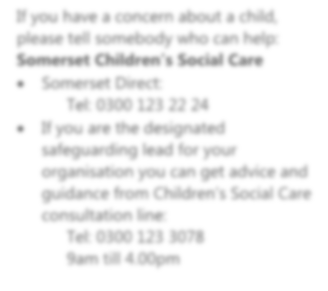 If you have a concern about a child,
please tell somebody who can help:
Somerset Children's Social Care
• Somerset Direct:
Tel: 0300 123 22 24
• If you are the designated
safeguarding lead for your
organisation you can get advice and
guidance from Children's Social Care
consultation line:
Tel: 0300 123 3078
9am till 4.00pm